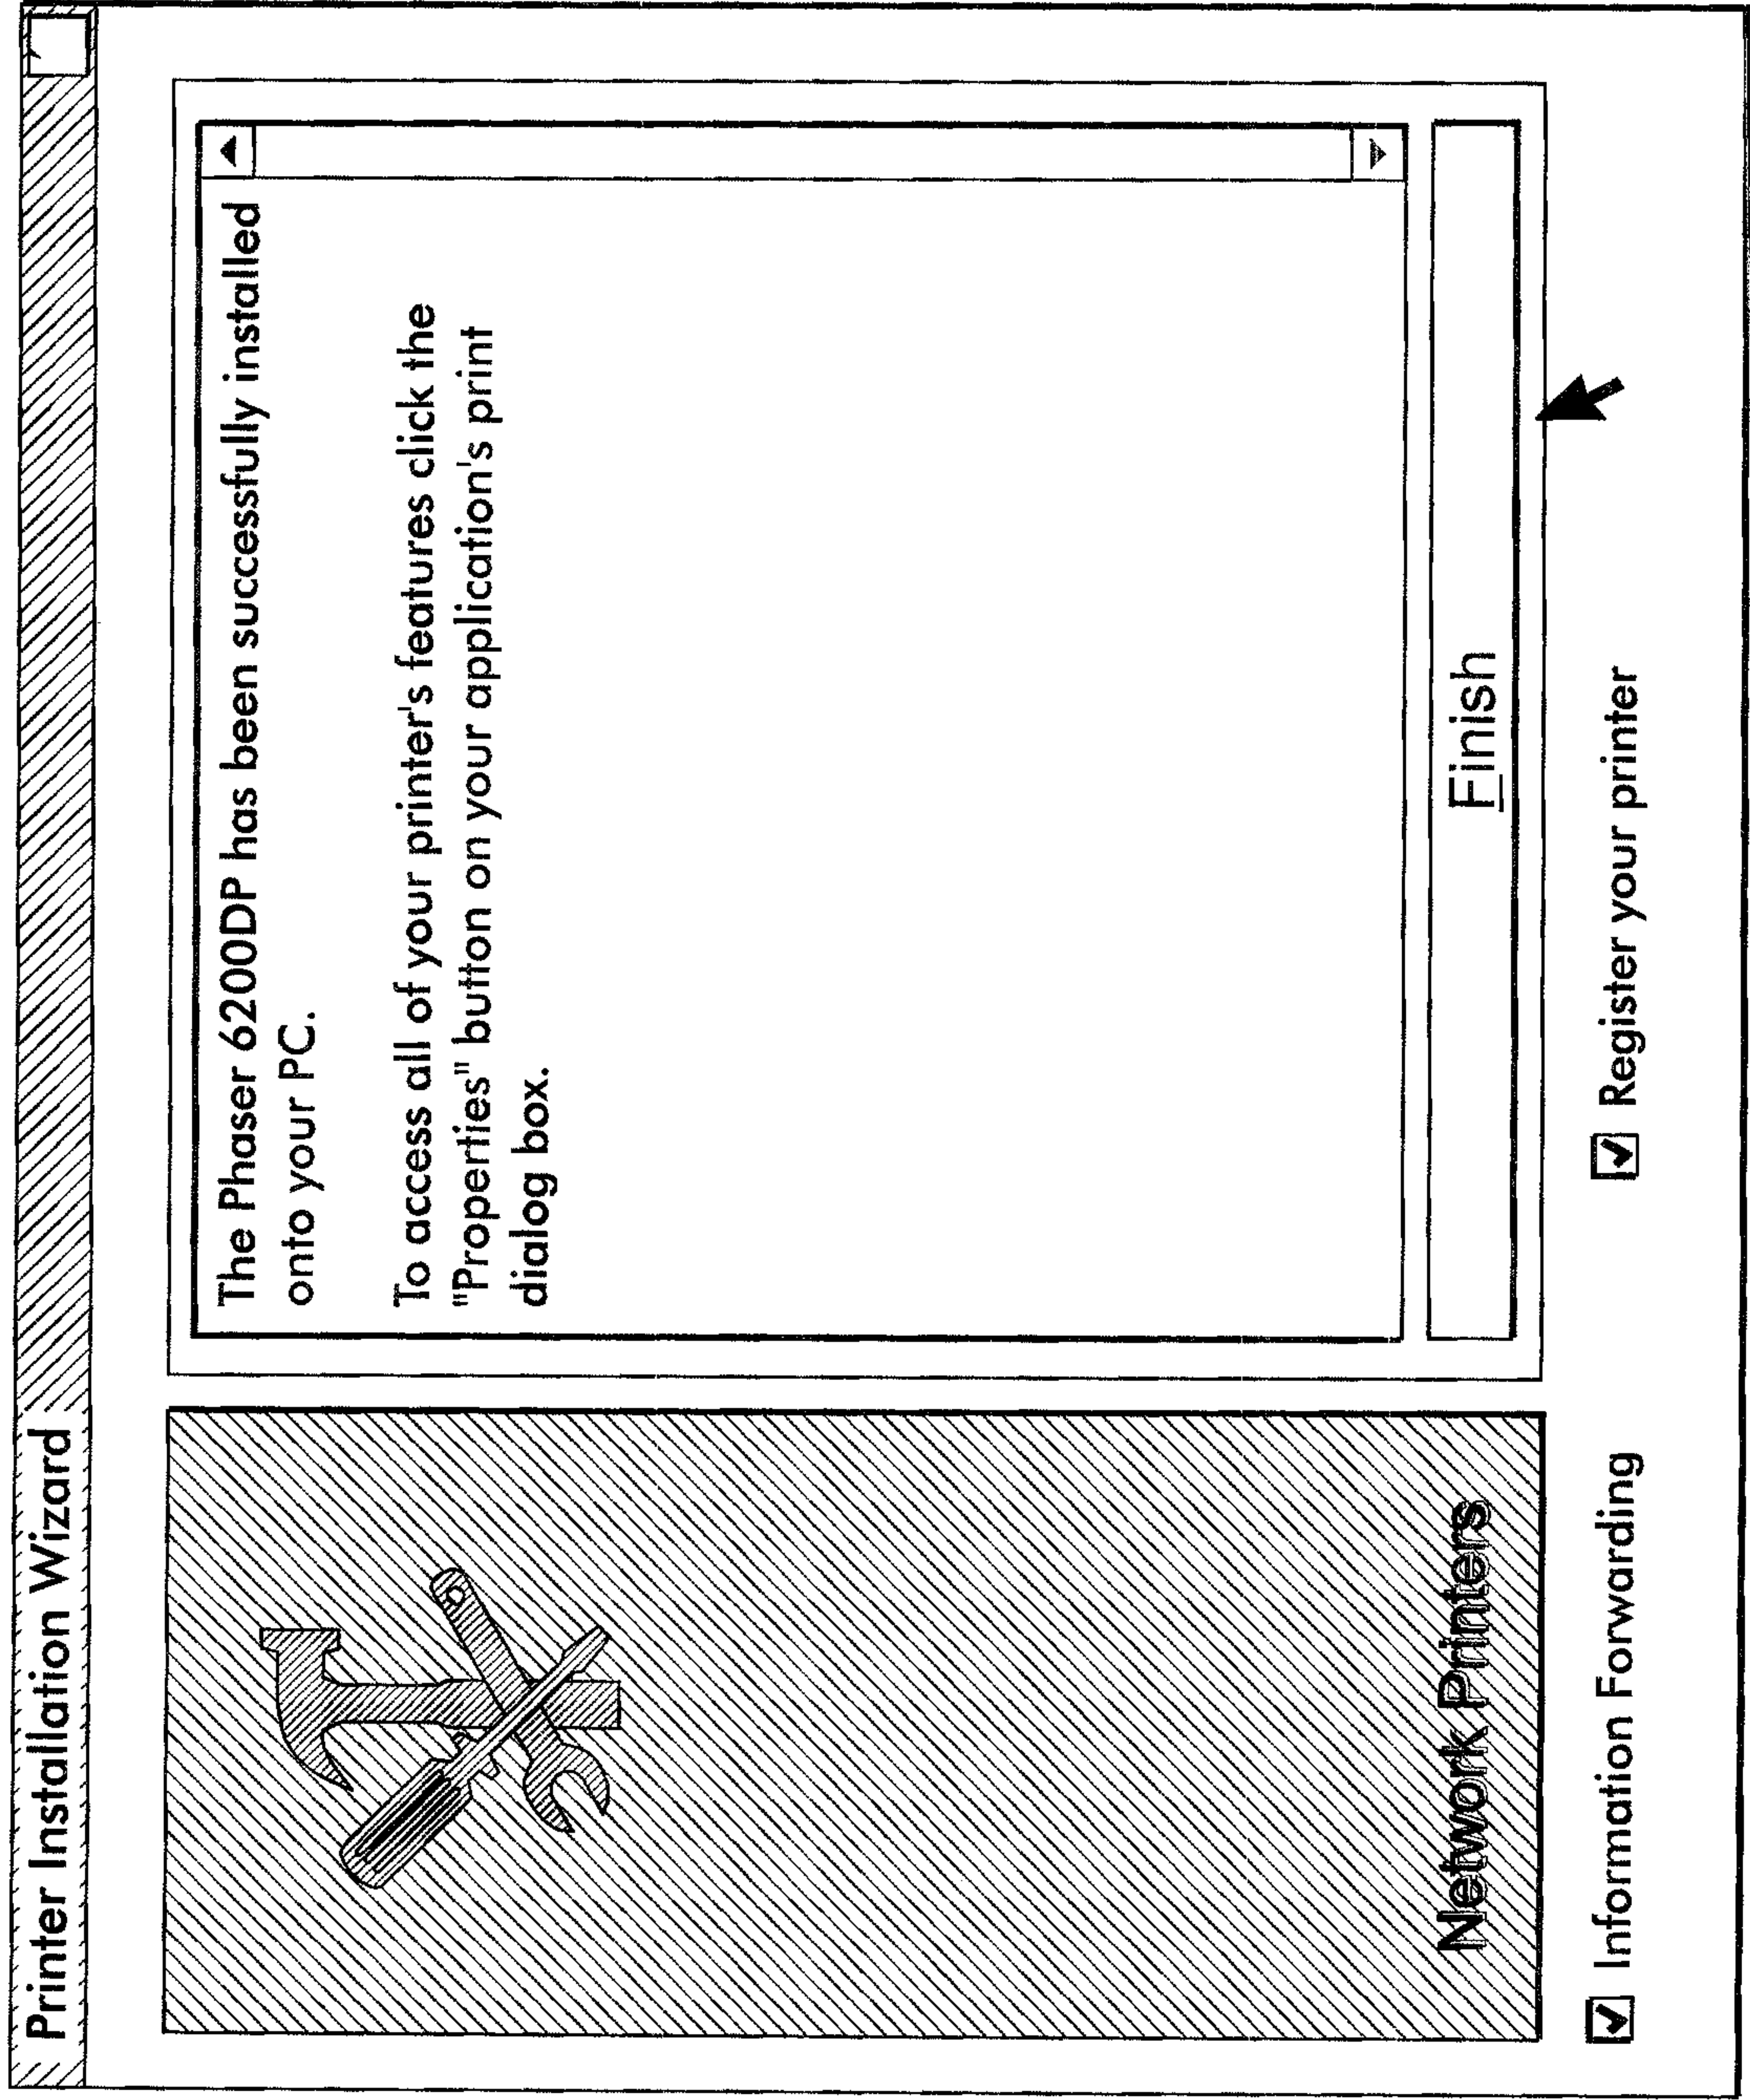 Printer Installation Wizard
The Phaser 6200DP has been successfully installed
onto your PC.
To access all of your printer's features click the
"Properties" button on your application's print
dialog box.
Finish
Network Printers
Information Forwarding
Register your printer